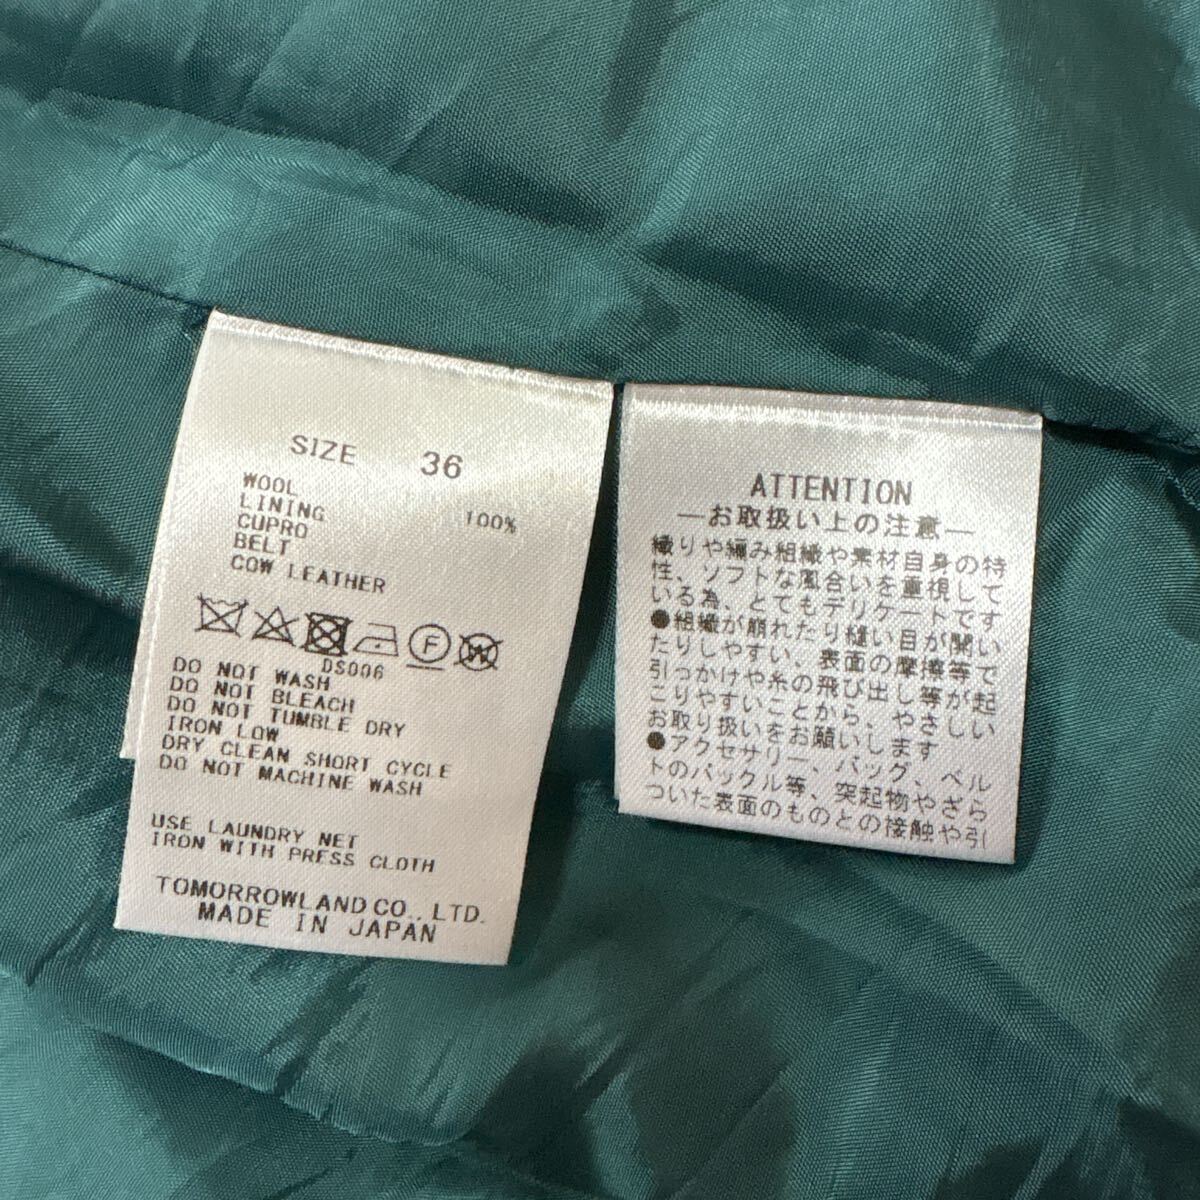 SIZE 36
WOOL 100%
LINING
CUPRO
BELT
COW LEATHER
F W
DS006
DO NOT WASH
DO NOT BLEACH
DO NOT TUMBLE DRY
IRON LOW
DRY CLEAN SHORT CYCLE
DO NOT MACHINE WASH
USE LAUNDRY NET
IRON WITH PRESS CLOTH
TOMORROWLAND CO., LTD.
MADE IN JAPAN
ATTENTION
―お取扱い上の注意―
織りや編み組織や素材自身の特
性、ソフトな風合いを重視して
いる為、とてもデリケートです
●組織が崩れたり縫い目が開い
たりしやすい、表面の摩擦等で
引っかけや糸の飛び出し等が起
こりやすいことから、やさしい
お取り扱いをお願いします
●アクセサリー、バッグ、ベル
トのバックル等、突起物やざら
ついた表面のものとの接触や引